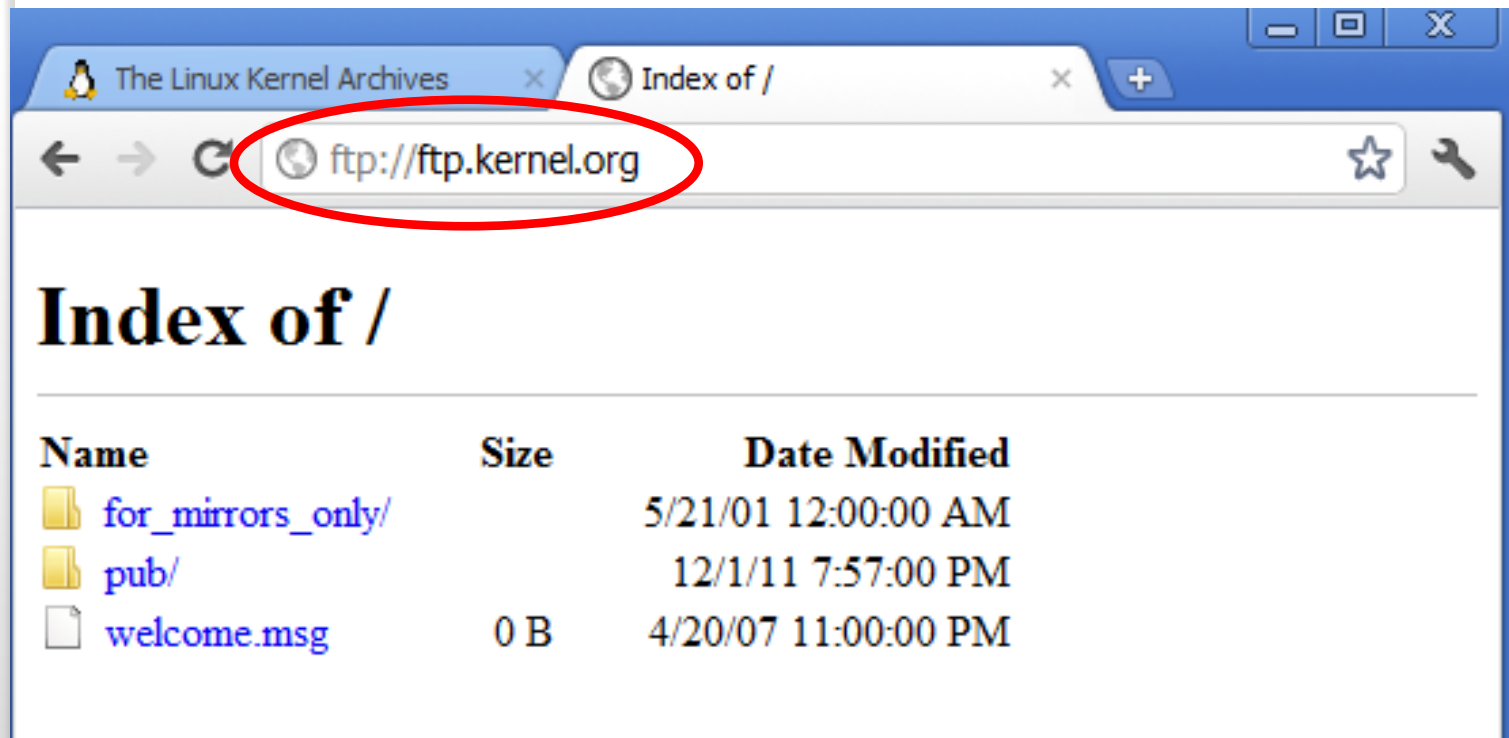 The Linux Kernel Archives
Index of /
ftp://ftp.kernel.org
Index of /
Name Size Date Modified
for_mirrors_only/ 5/21/01 12:00:00 AM
pub/ 12/1/11 7:57:00 PM
welcome.msg 0 B 4/20/07 11:00:00 PM